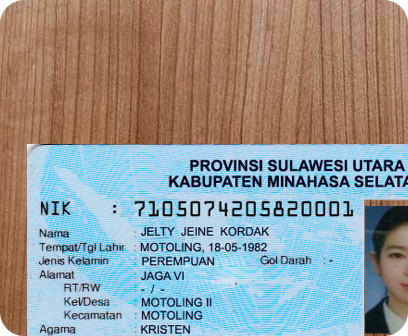 PROVINSI SULAWESI UTARA
KABUPATEN MINAHASA SELATA
NIK : 7105074205820001
Nama : JELTY JEINE KORDAK
Tempat/Tgl Lahir : MOTOLING, 18-05-1982
Jenis Kelamin : PEREMPUAN Gol Darah : -
Alamat : JAGA VI
RT/RW : - / -
Kel/Desa : MOTOLING II
Kecamatan : MOTOLING
Agama : KRISTEN